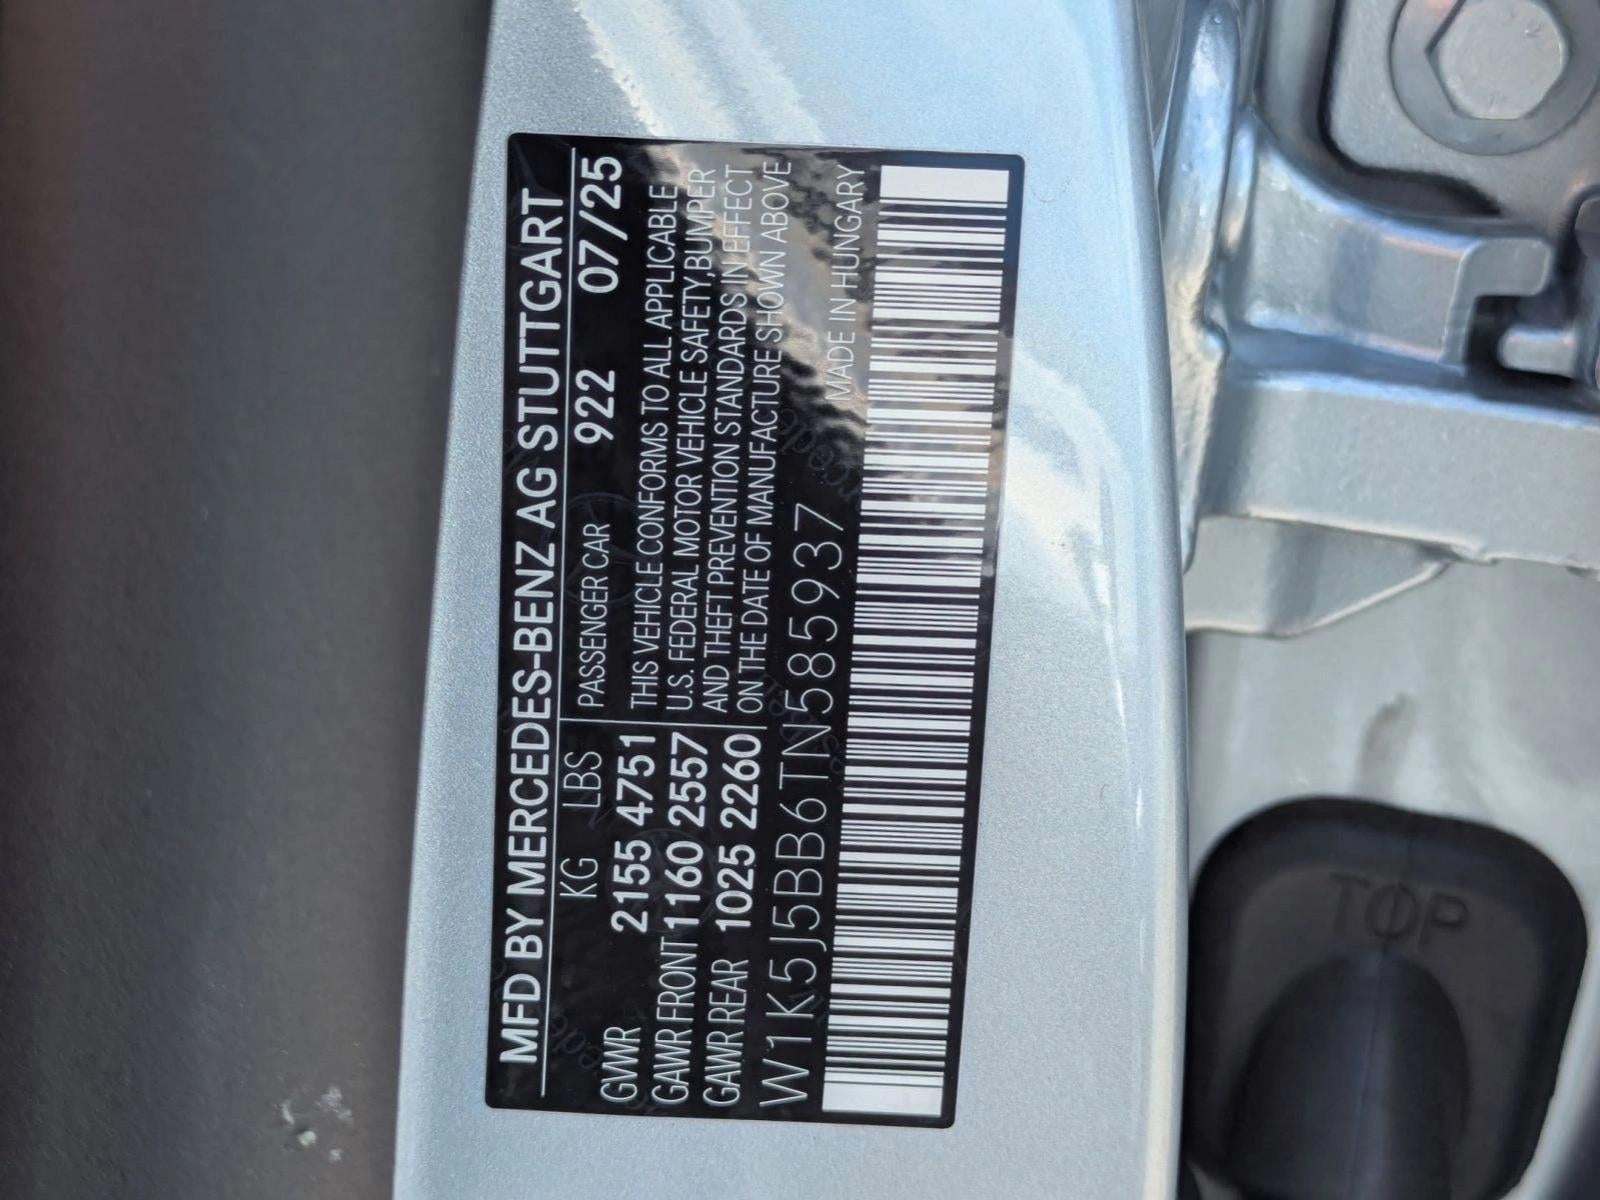 MFD BY MERCEDES-BENZ AG STUTTGART
KG LBS PASSENGER CAR 922 07/25
GVWR 2155 4751 THIS VEHICLE CONFORMS TO ALL APPLICABLE
GAWR FRONT 1160 2557 U.S. FEDERAL MOTOR VEHICLE SAFETY,BUMPER
GAWR REAR 1025 2260 AND THEFT PREVENTION STANDARDS IN EFFECT
ON THE DATE OF MANUFACTURE SHOWN ABOVE
W1K5J5BB6TN585937 MADE IN HUNGARY
TOP